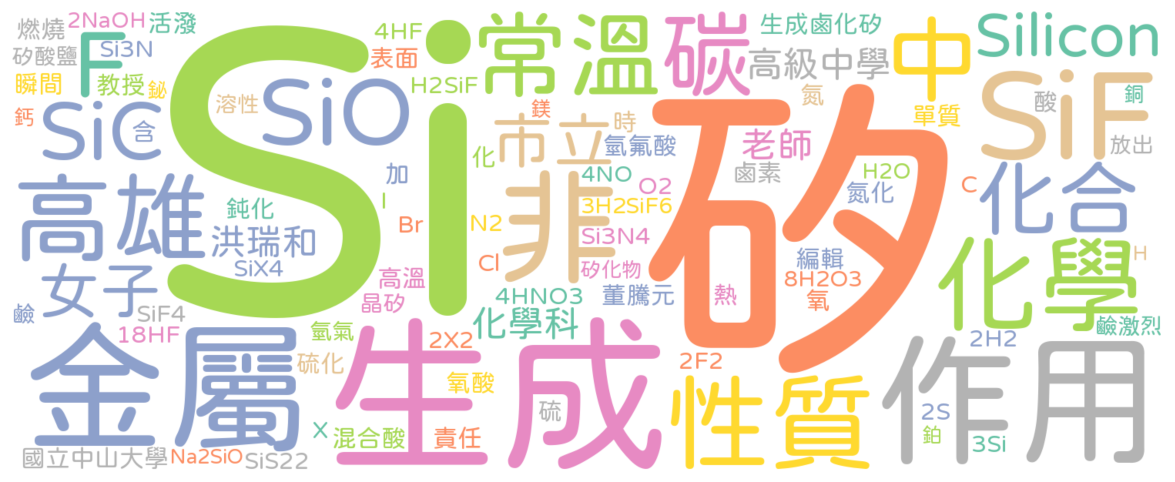 燃燒
2NaOH
活潑
矽酸鹽
Si3N
F
瞬間
教授
鉍
Si
4HF
表面
常溫
碳
生成鹵化矽
高級中學
中
Silicon
H2SiF
鈣
SiC
含
溶性
SiO
鎂
市立
時
氫氟酸
老師
氮
單質
SiF
酸
銅
放出
高雄
鈍化
洪瑞和
SiX4
加
I
化
Br
N2
非
4NO
O2
3H2SiF6
Si3N4
鹵素
矽
H2O
氮化
C
化合
女子
高溫
晶矽
Cl
矽化物
編輯
8H2O3
氧
熱
化學
H
鹼
SiF4
18HF
氫氣
4HNO3
董騰元
化學科
鹼激烈
金屬
硫化
生成
2X2
氧酸
硫
2F2
性質
作用
2H2
2S
鉑
3Si
國立中山大學
Na2SiO
SiS22
X
混合酸
責任